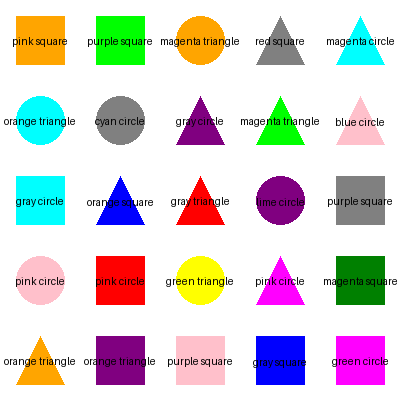 pink square purple square magenta triangle red square magenta circle
orange triangle cyan circle gray circle magenta triangle blue circle
gray circle orange square gray triangle lime circle purple square
pink circle pink circle green triangle pink circle magenta square
orange triangle orange triangle purple square gray square green circle